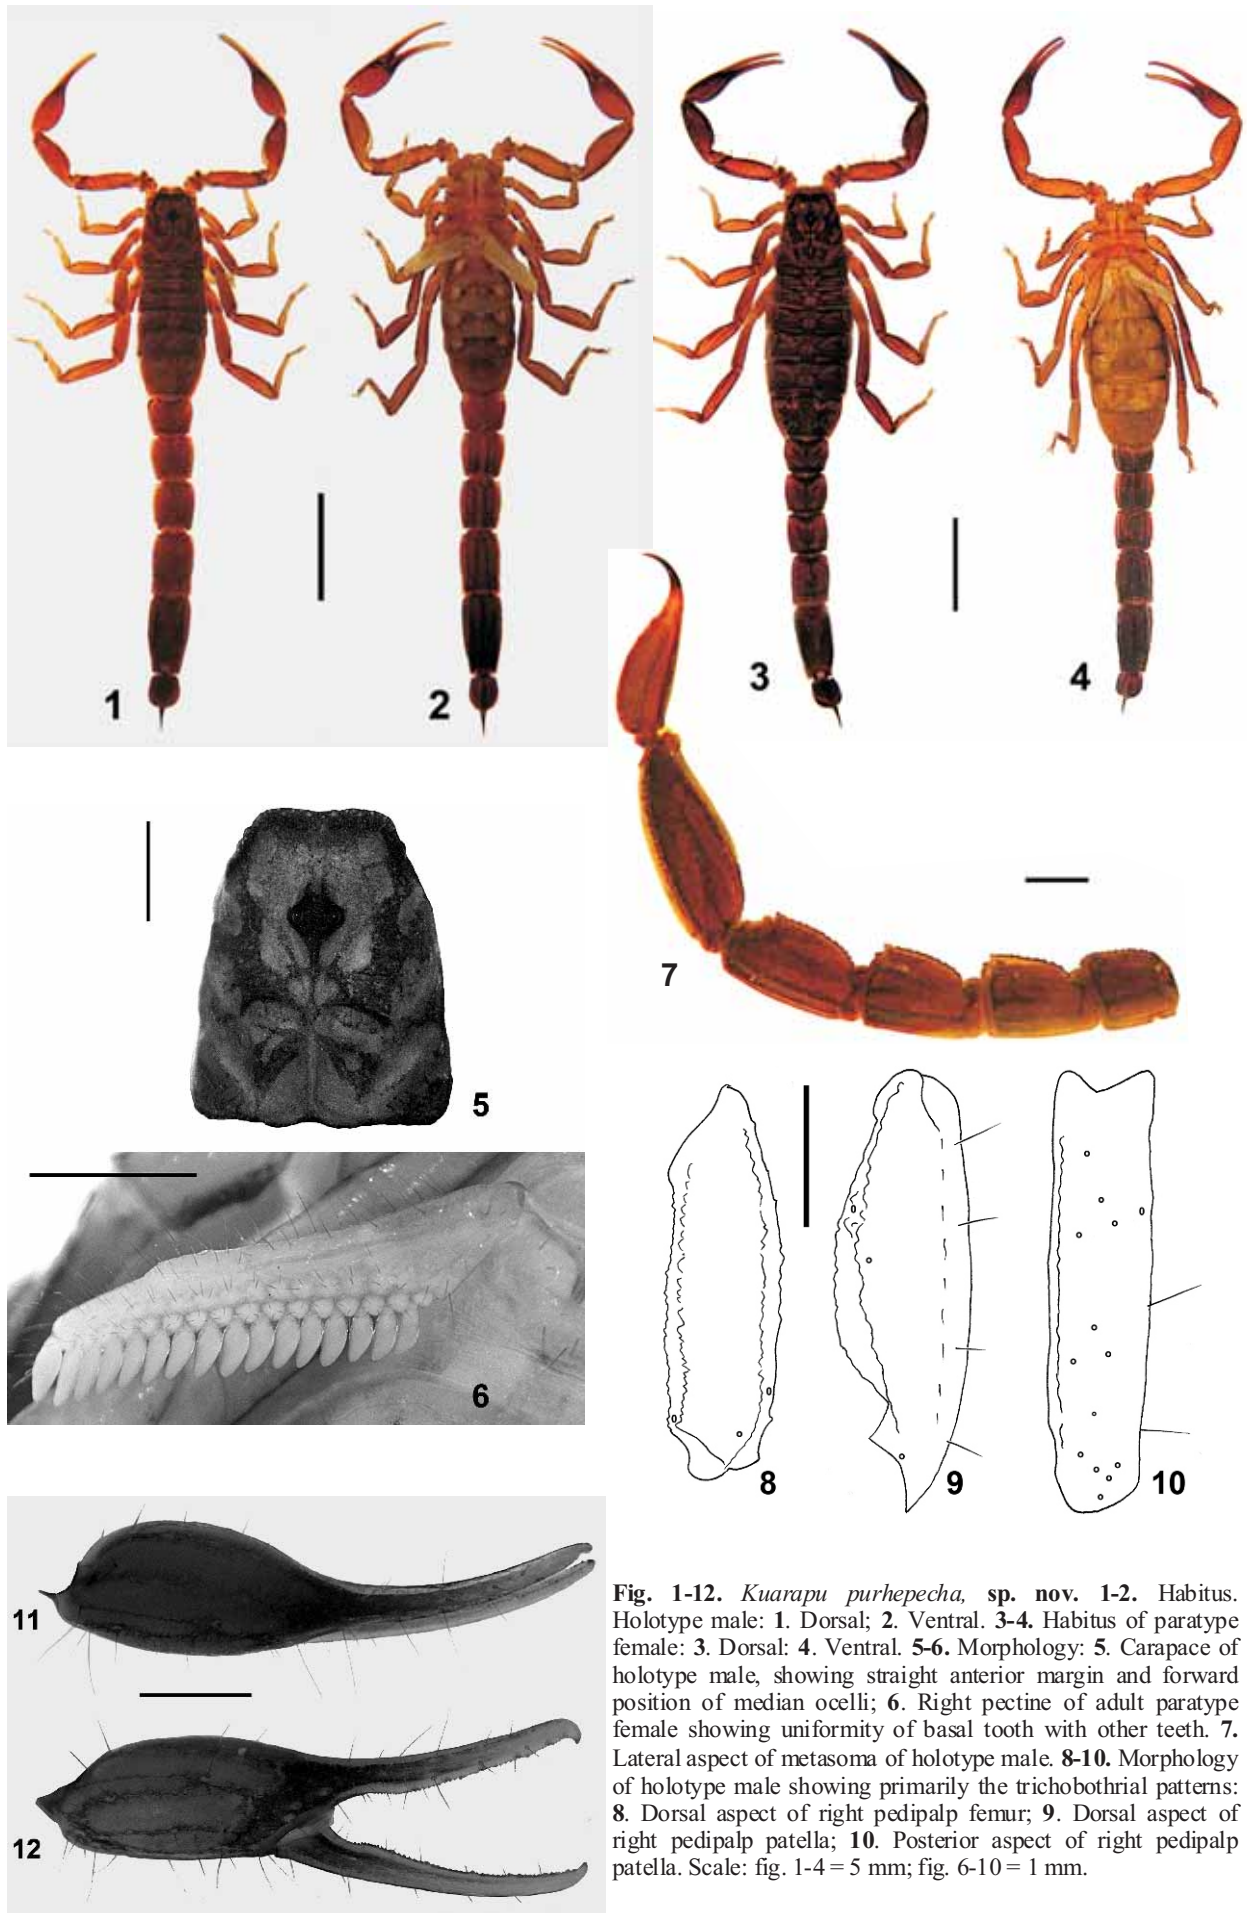 1
2
3
4
7
5
6
8
9
10
11
12
Fig. 1-12. Kuarapu purhepecha, sp. nov. 1-2. Habitus.
Holotype male: 1. Dorsal; 2. Ventral. 3-4. Habitus of paratype
female: 3. Dorsal: 4. Ventral. 5-6. Morphology: 5. Carapace of
holotype male, showing straight anterior margin and forward
position of median ocelli; 6. Right pectine of adult paratype
female showing uniformity of basal tooth with other teeth. 7.
Lateral aspect of metasoma of holotype male. 8-10. Morphology
of holotype male showing primarily the trichobothrial patterns:
8. Dorsal aspect of right pedipalp femur; 9. Dorsal aspect of
right pedipalp patella; 10. Posterior aspect of right pedipalp
patella. Scale: fig. 1-4 = 5 mm; fig. 6-10 = 1 mm.